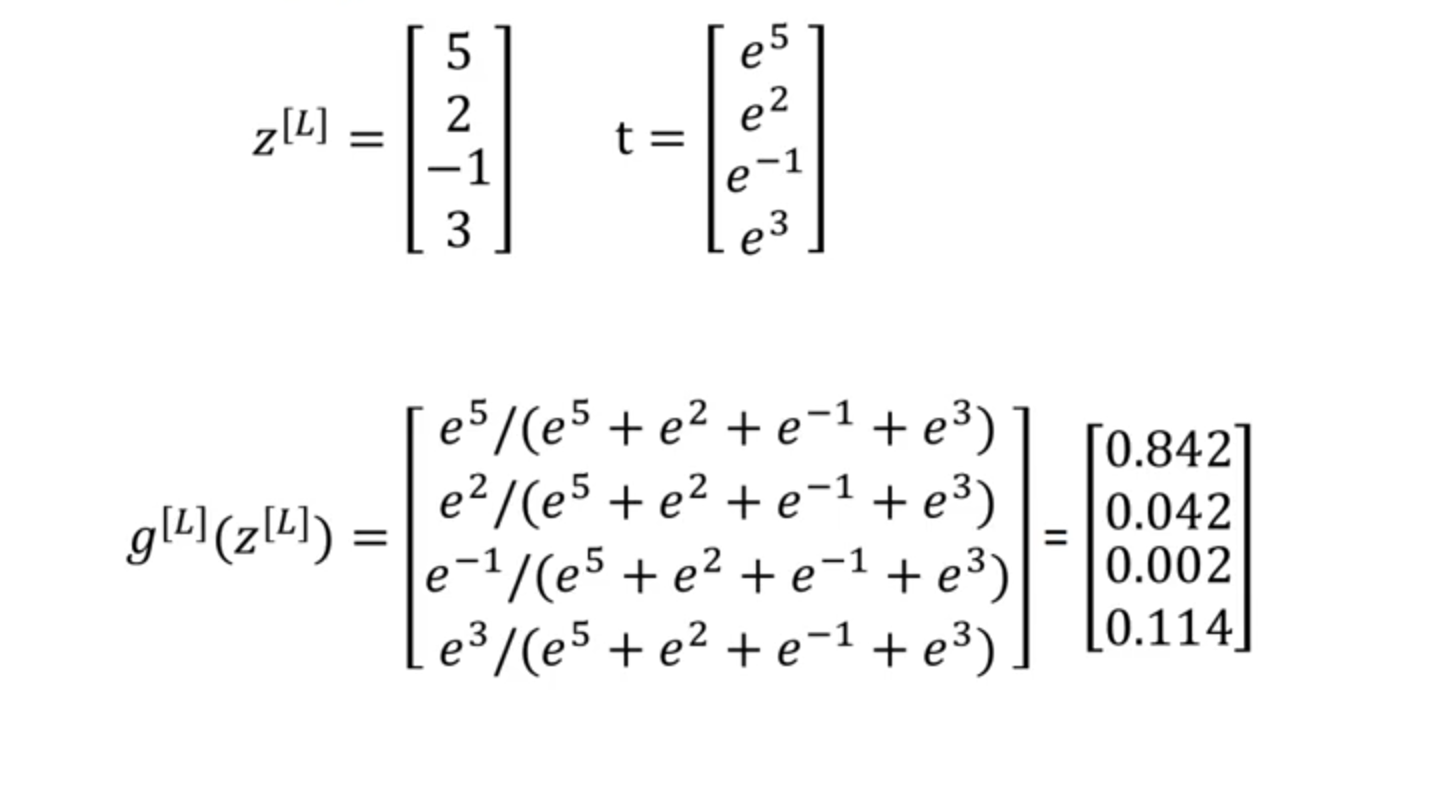 z^[L] = [5 2 −1 3] t = [e^5 e^2 e^−1 e^3]
g^[L](z^[L]) = [e^5/(e^5 + e^2 + e^−1 + e^3) e^2/(e^5 + e^2 + e^−1 + e^3) e^−1/(e^5 + e^2 + e^−1 + e^3) e^3/(e^5 + e^2 + e^−1 + e^3)] = [0.842 0.042 0.002 0.114]